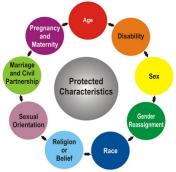 Age
Disability
Sex
Gender
Reassignment
Race
Religion
or
Belief
Sexual
Orientation
Marriage
and Civil
Partnership
Pregnancy
and
Maternity
Protected
Characteristics